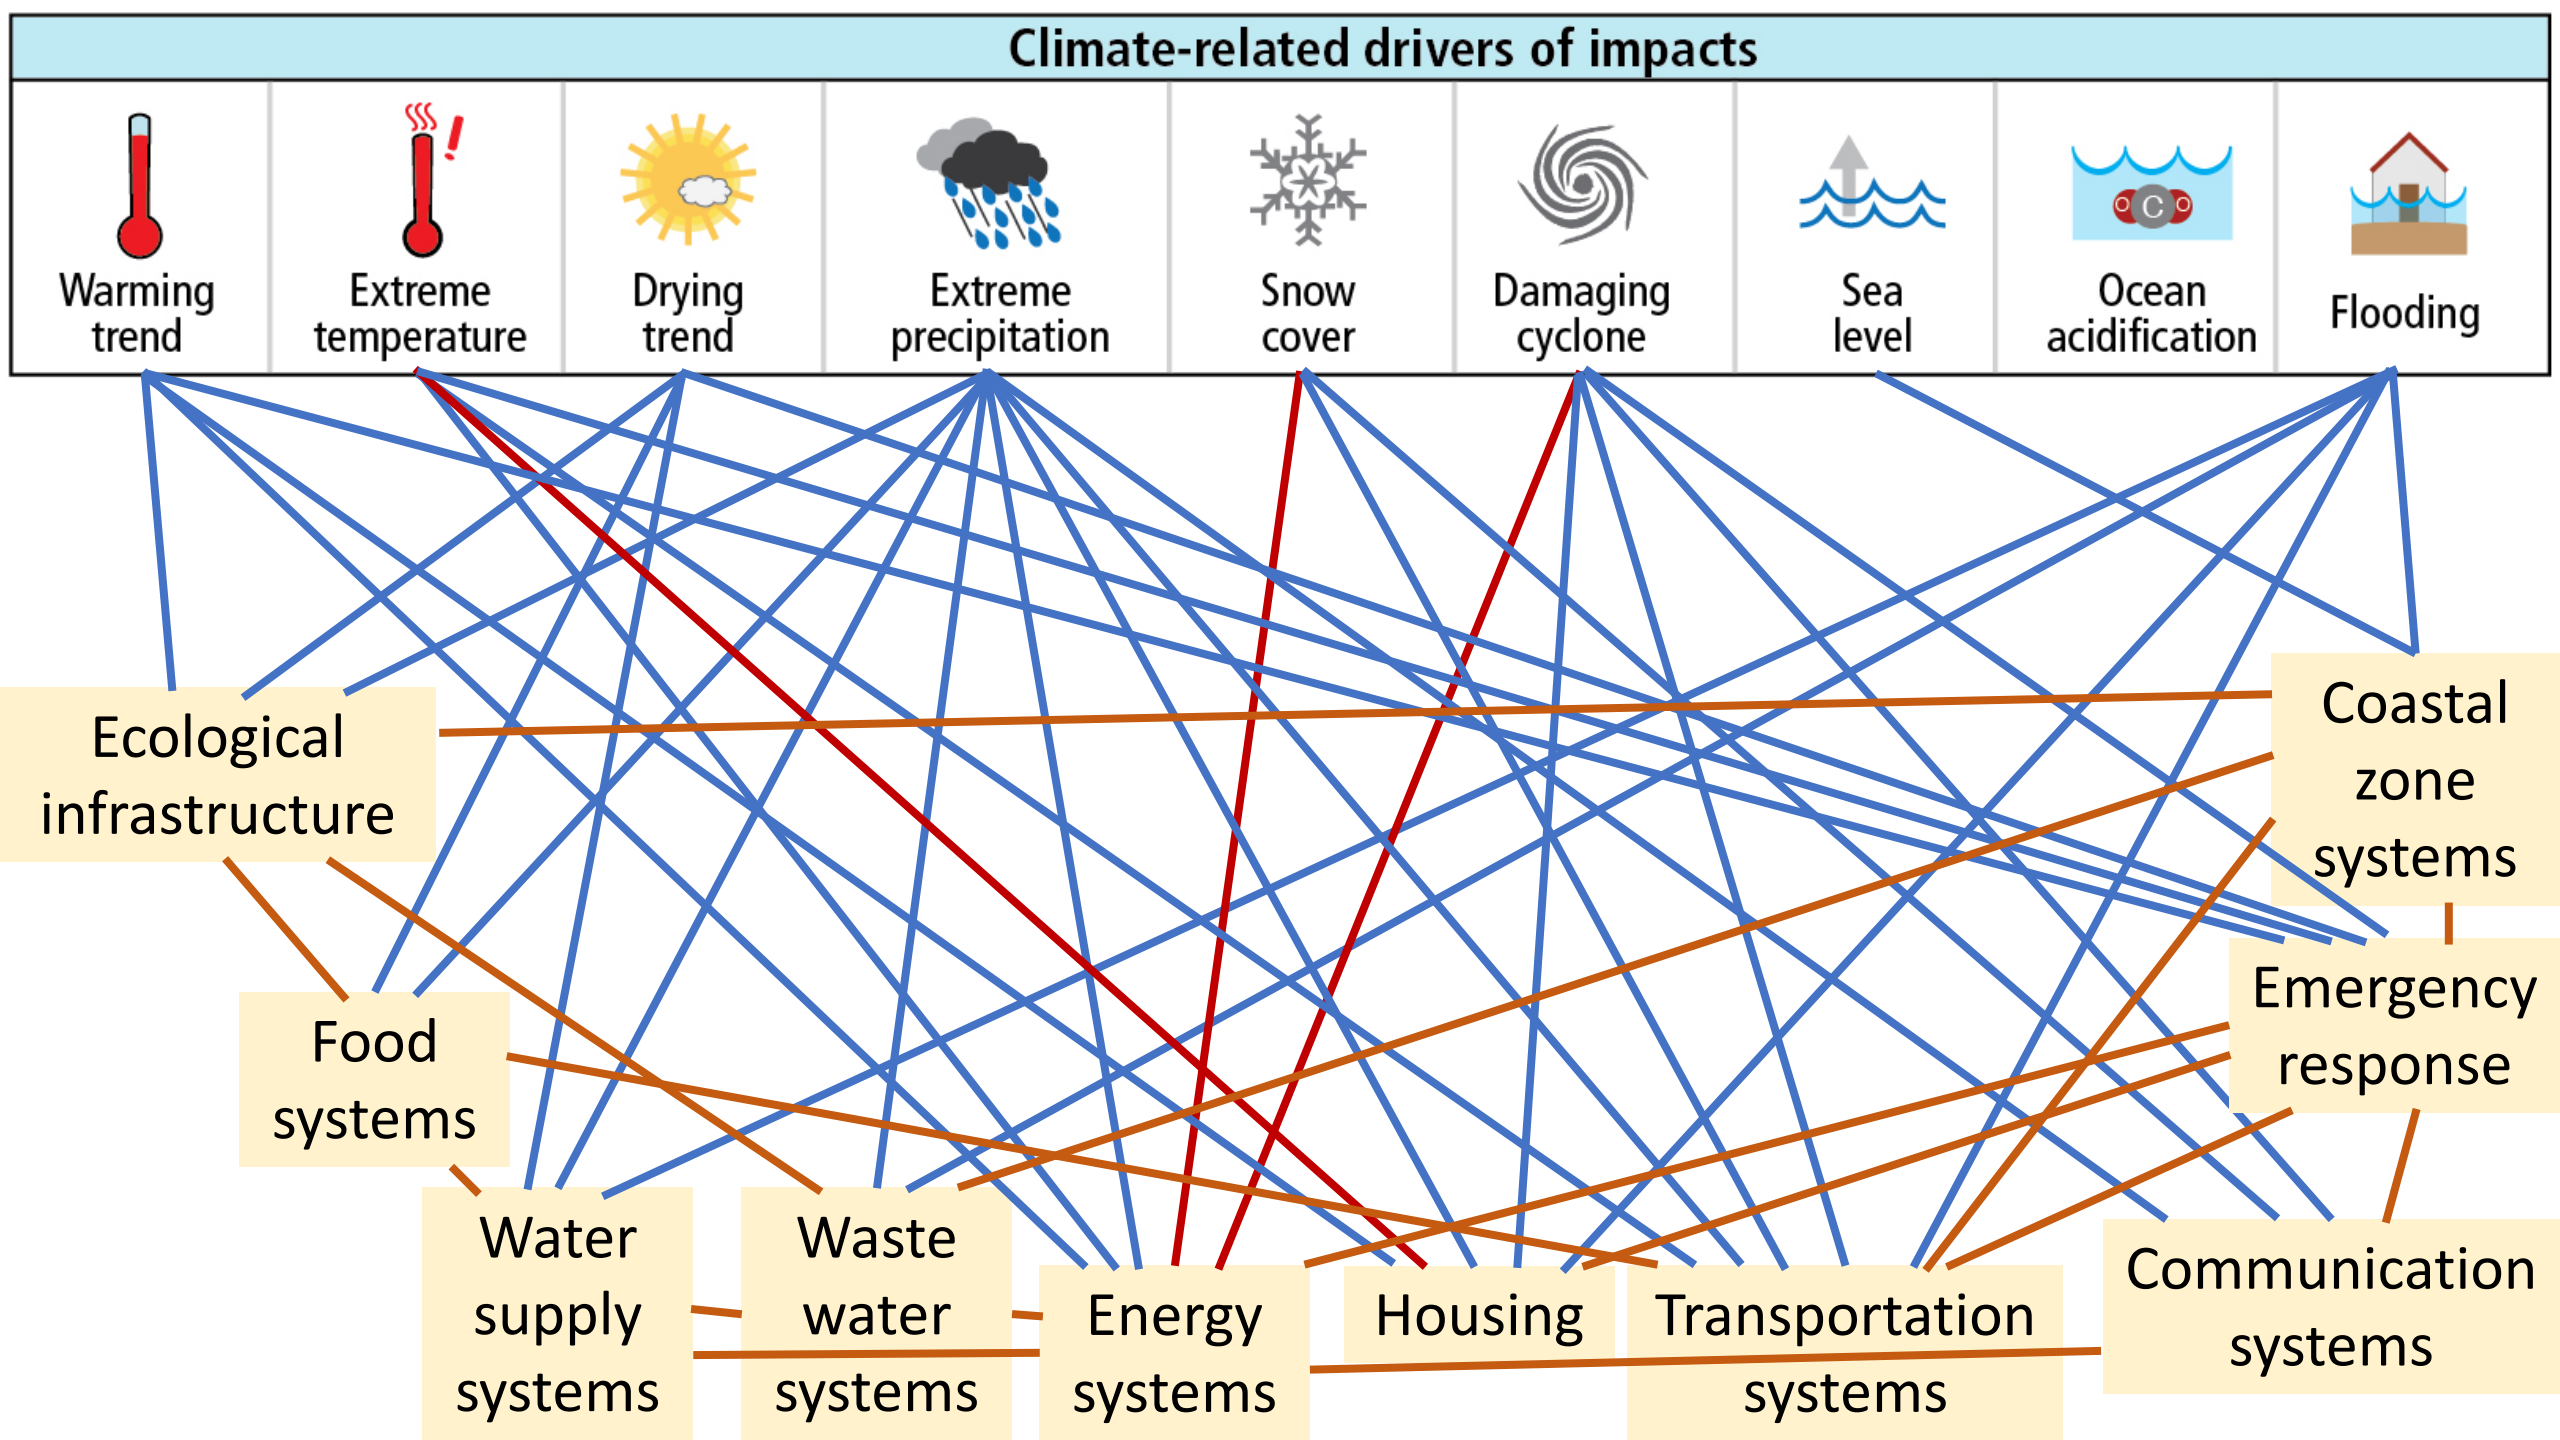 Climate-related drivers of impacts
Warming
trend
Extreme
temperature
Drying
trend
Extreme
precipitation
Snow
cover
Damaging
cyclone
Sea
level
O C O
Ocean
acidification
Flooding
Ecological
infrastructure
Coastal
zone
systems
Food
systems
Emergency
response
Water
supply
systems
Waste
water
systems
Energy
systems
Housing
Transportation
systems
Communication
systems